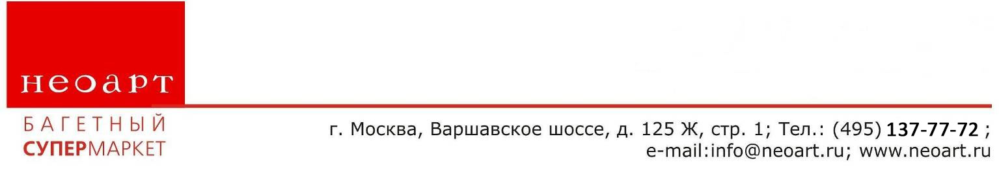 неоарт
БАГЕТНЫЙ
СУПЕРМАРКЕТ
г. Москва, Варшавское шоссе, д. 125 Ж, стр. 1; Тел.: (495) 137-77-72 ;
e-mail:info@neoart.ru; www.neoart.ru